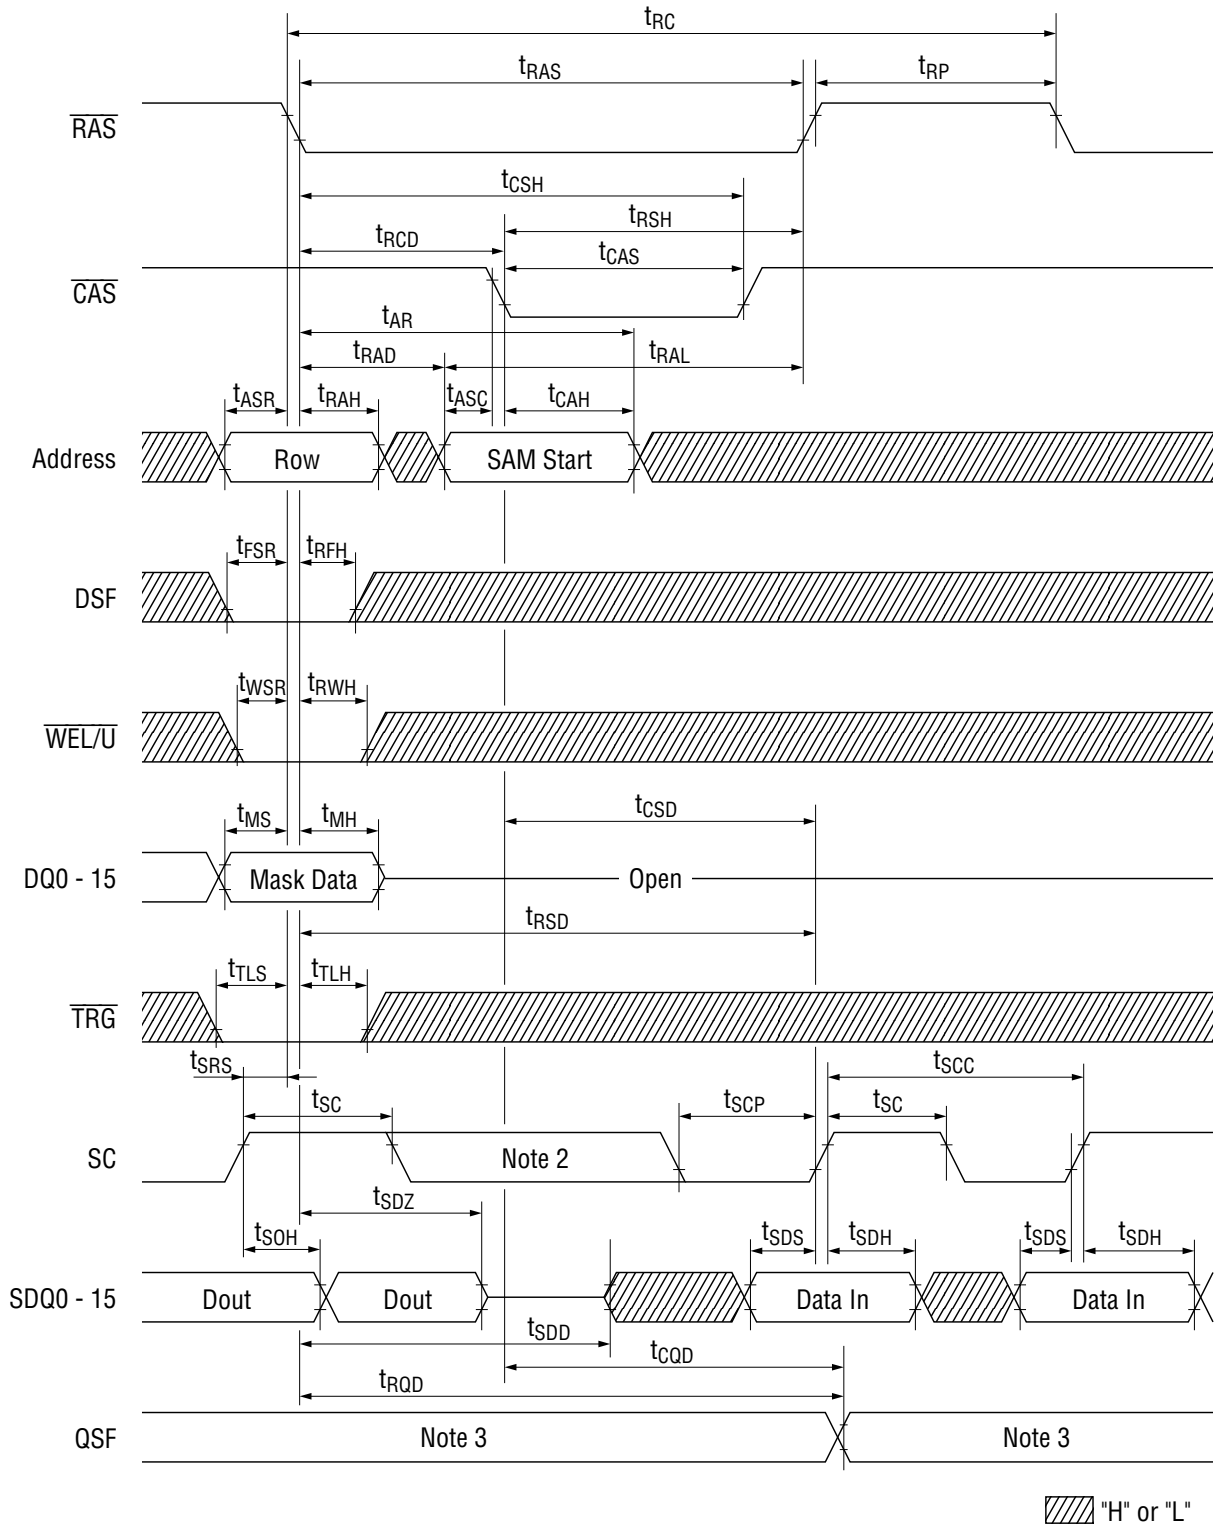 tRC
tRAS tRP
RAS
tCSH
tRSH
tRCD
tCAS
CAS
tAR
tRAD tRAL
tASR tRAH tASC tCAH
Address Row SAM Start
tFSR tRFH
DSF
tWSR tRWH
WEL/U
tCSD
tMS tMH
DQ0 - 15 Mask Data Open
tRSD
tTLS tTLH
TRG
tSRS tSCC
tSC tSCP tSC
SC Note 2
tSDZ
tSOH tSDS tSDH tSDS tSDH
SDQ0 - 15 Dout Dout Data In Data In
tSDD
tCQD
tRQD
QSF Note 3 Note 3
"H" or "L"